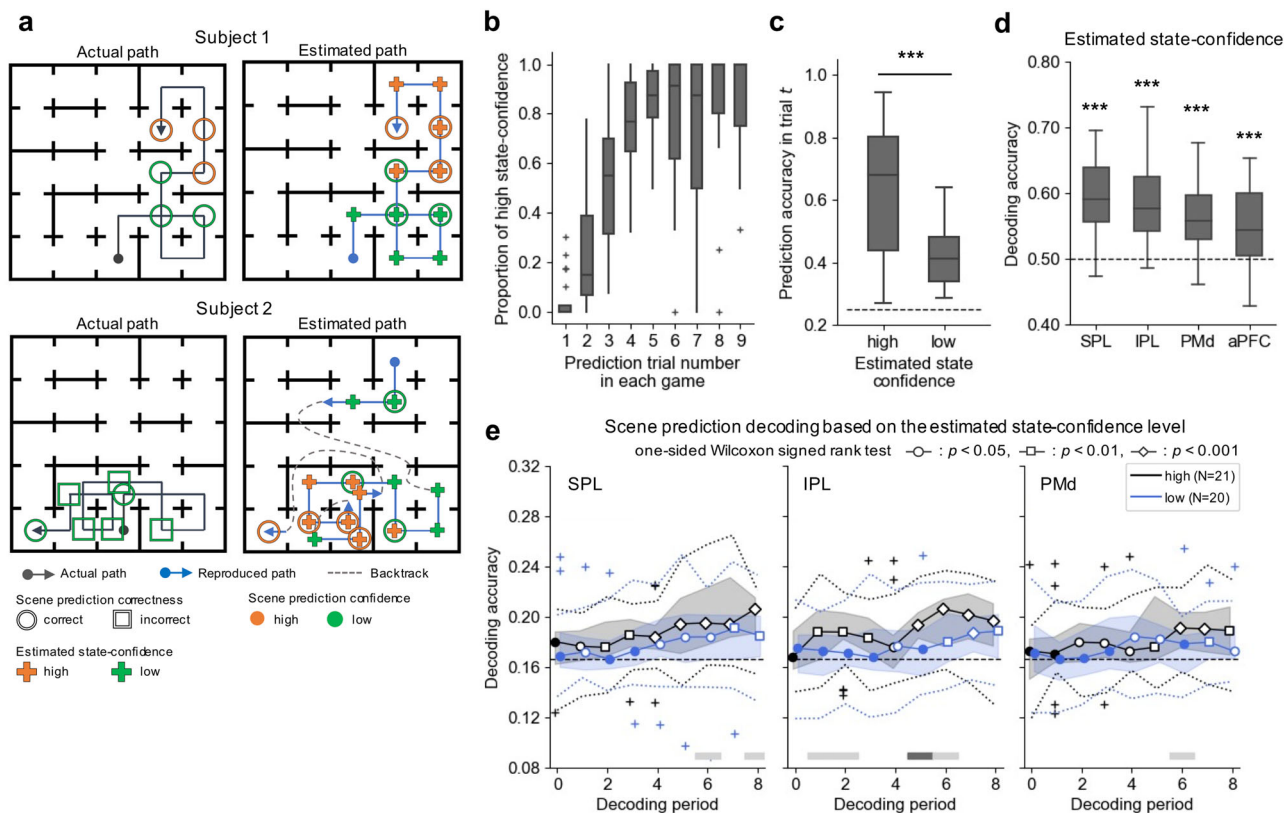 a
Subject 1
Actual path
Estimated path
Subject 2
Actual path
Estimated path
Actual path
Reproduced path
Backtrack
Scene prediction correctness
correct
incorrect
Scene prediction confidence
high
low
Estimated state-confidence
high
low
b
Proportion of high state-confidence
1.0
0.8
0.6
0.4
0.2
0.0
1 2 3 4 5 6 7 8 9
Prediction trial number
in each game
c
***
Prediction accuracy in trial t
1.0
0.8
0.6
0.4
0.2
high low
Estimated state
confidence
d
Estimated state-confidence
Decoding accuracy
0.80
0.70
0.60
0.50
0.40
*** *** *** ***
SPL IPL PMd aPFC
e
Scene prediction decoding based on the estimated state-confidence level
one-sided Wilcoxon signed rank test : p < 0.05, : p < 0.01, : p < 0.001
high (N=21)
low (N=20)
Decoding accuracy
0.32
0.28
0.24
0.20
0.16
0.12
0.08
SPL
0 2 4 6 8
Decoding period
IPL
0 2 4 6 8
Decoding period
PMd
0 2 4 6 8
Decoding period